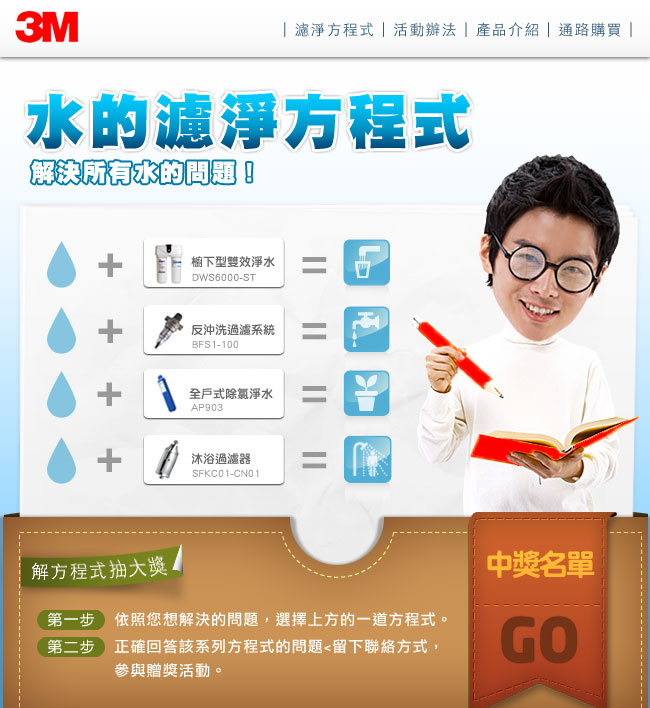 3M
| 濾淨方程式 | 活動辦法 | 產品介紹 | 通路購買 |
水的濾淨方程式
解決所有水的問題！
+ 櫥下型雙效淨水 =
DWS6000-ST
+ 反沖洗過濾系統 =
BFS1-100
+ 全戶式除氯淨水 =
AP903
+ 沐浴過濾器 =
SFKC01-CN01
解方程式抽大獎
中獎名單
GO
第一步 依照您想解決的問題，選擇上方的一道方程式。
第二步 正確回答該系列方程式的問題<留下聯絡方式，
參與贈獎活動。